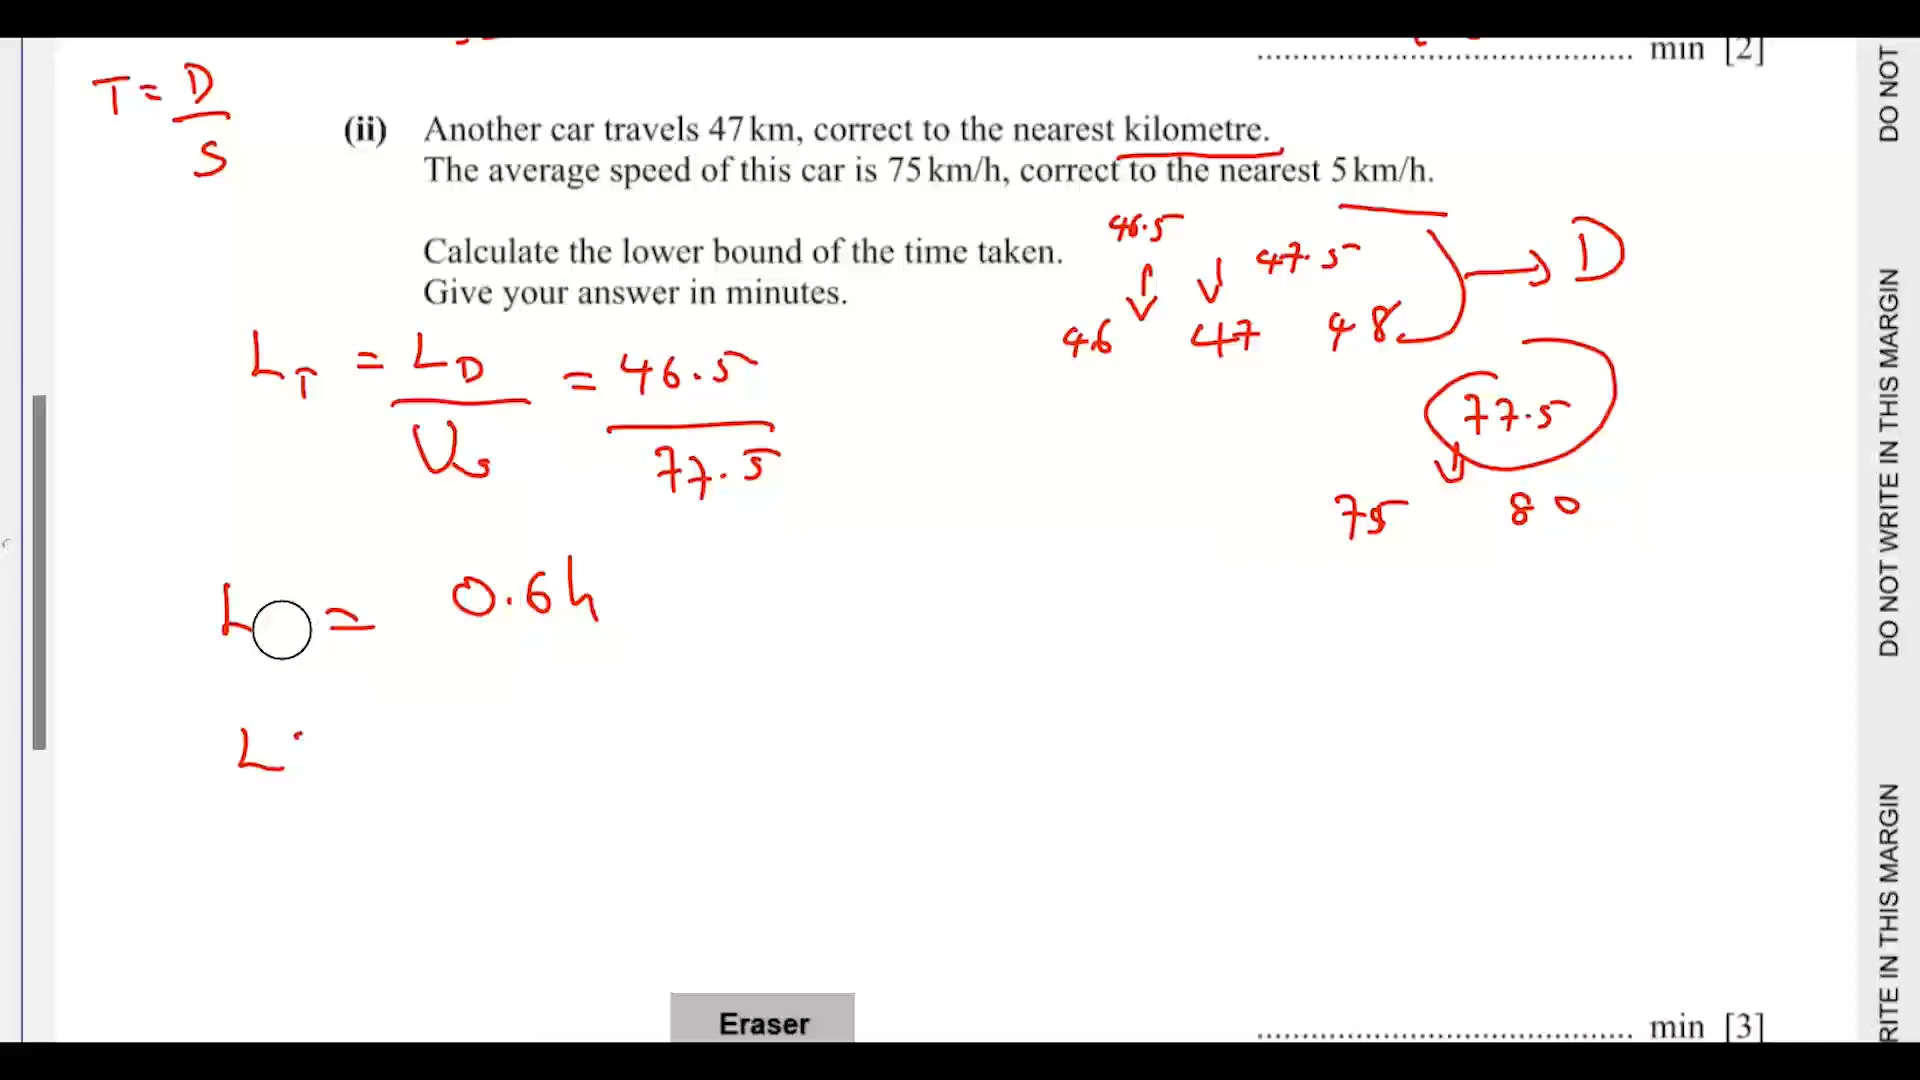 min [2]
T = D
S
(ii) Another car travels 47 km, correct to the nearest kilometre.
The average speed of this car is 75 km/h, correct to the nearest 5 km/h.
Calculate the lower bound of the time taken.
Give your answer in minutes.
46.5
47.5
D
46 47 48
77.5
75 80
L_T = L_D = 46.5
U_S 77.5
L = 0.6h
L
Eraser
min [3]
DO NOT
DO NOT WRITE IN THIS MARGIN
RITE IN THIS MARGIN